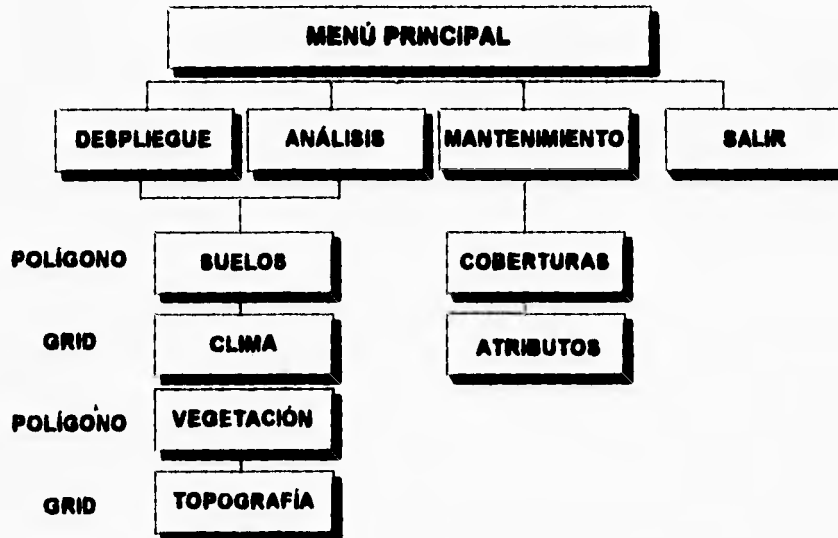 MENÚ PRINCIPAL
DESPLIEGUE ANÁLISIS MANTENIMIENTO SALIR
POLÍGONO SUELOS COBERTURAS
GRID CLIMA ATRIBUTOS
POLÍGONO VEGETACIÓN
GRID TOPOGRAFÍA